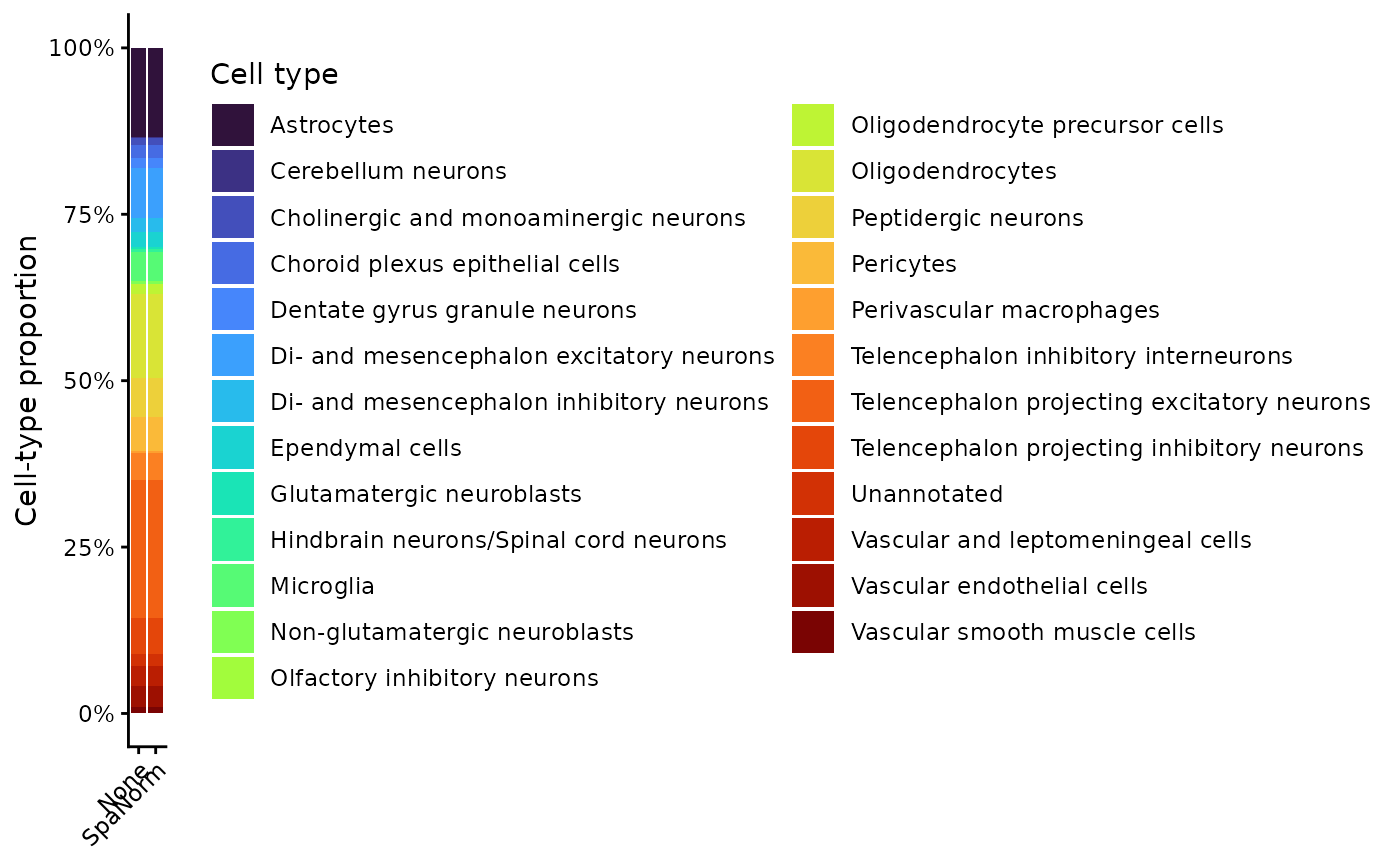 100%
75%
50%
25%
0%
Cell-type proportion
None
SpaNorm
Cell type
Astrocytes
Cerebellum neurons
Cholinergic and monoaminergic neurons
Choroid plexus epithelial cells
Dentate gyrus granule neurons
Di- and mesencephalon excitatory neurons
Di- and mesencephalon inhibitory neurons
Ependymal cells
Glutamatergic neuroblasts
Hindbrain neurons/Spinal cord neurons
Microglia
Non-glutamatergic neuroblasts
Olfactory inhibitory neurons
Oligodendrocyte precursor cells
Oligodendrocytes
Peptidergic neurons
Pericytes
Perivascular macrophages
Telencephalon inhibitory interneurons
Telencephalon projecting excitatory neurons
Telencephalon projecting inhibitory neurons
Unannotated
Vascular and leptomeningeal cells
Vascular endothelial cells
Vascular smooth muscle cells